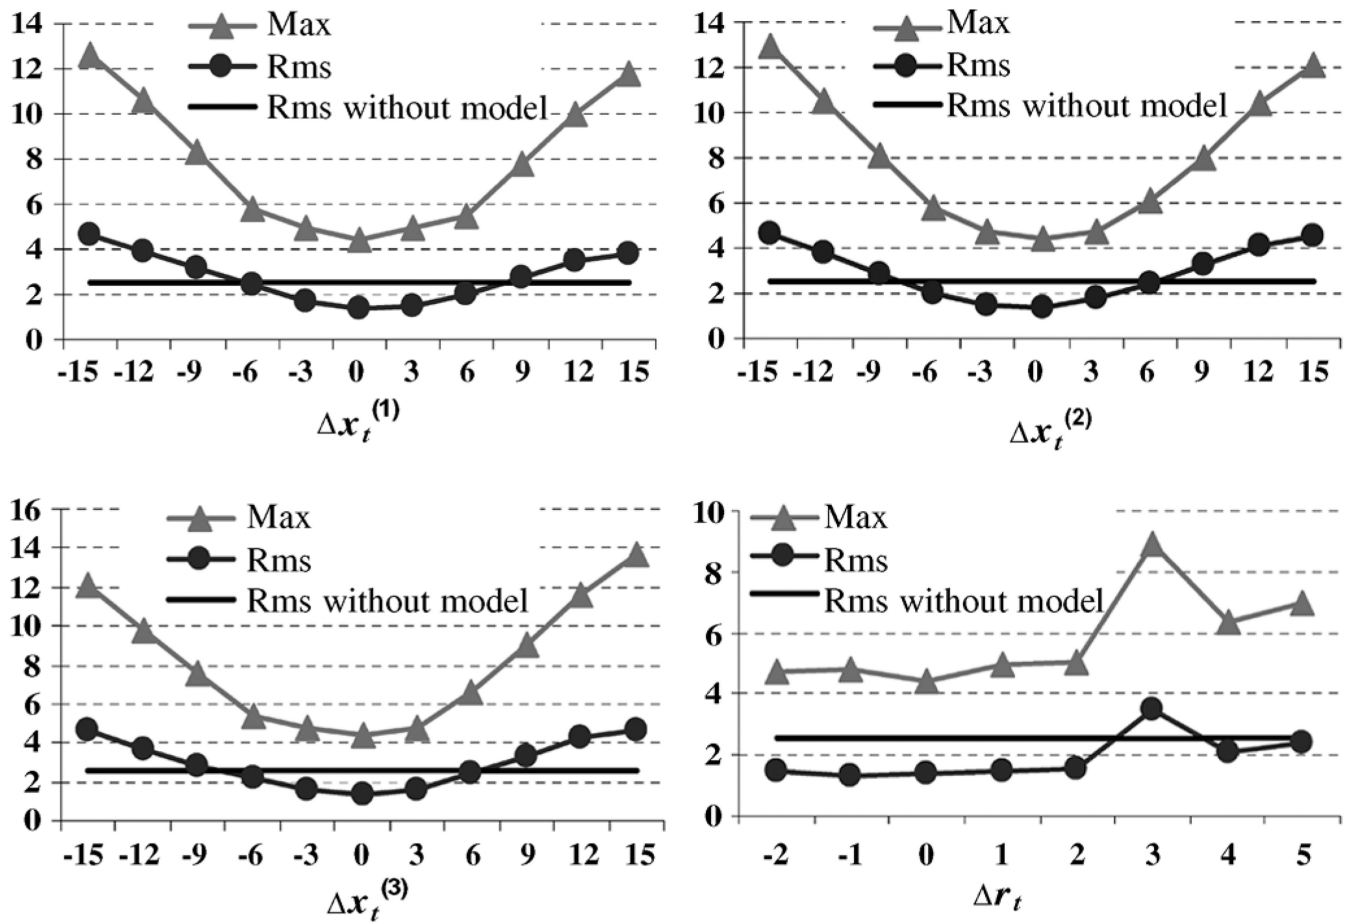 14
12
10
8
6
4
2
0
Max
Rms
Rms without model
-15 -12 -9 -6 -3 0 3 6 9 12 15
Δx_t^(1)
14
12
10
8
6
4
2
0
Max
Rms
Rms without model
-15 -12 -9 -6 -3 0 3 6 9 12 15
Δx_t^(2)
16
14
12
10
8
6
4
2
0
Max
Rms
Rms without model
-15 -12 -9 -6 -3 0 3 6 9 12 15
Δx_t^(3)
10
8
6
4
2
0
Max
Rms
Rms without model
-2 -1 0 1 2 3 4 5
Δr_t